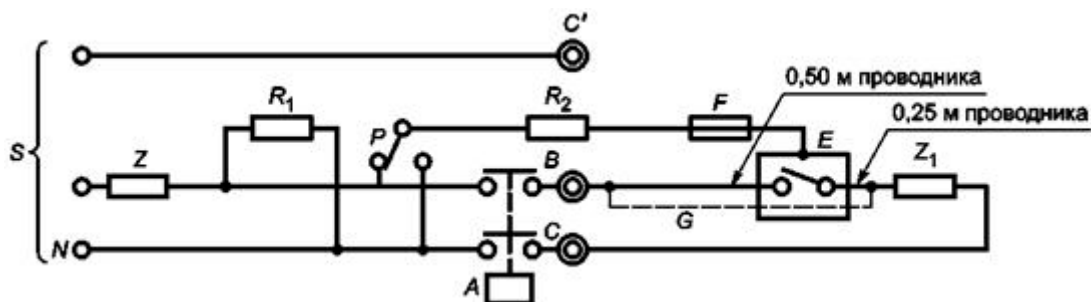 C'
0,50 м проводника
R₁
R₂
F
0,25 м проводника
P
S
Z
B
E
Z₁
G
N
C
A